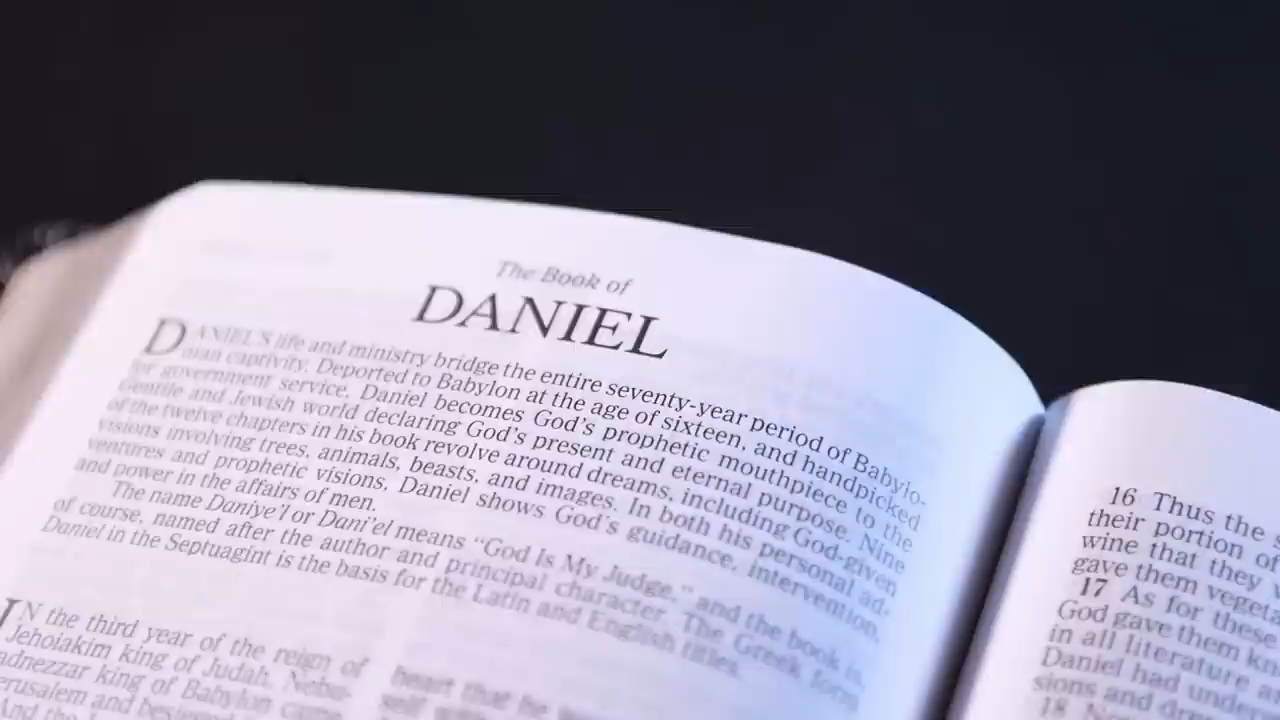 The Book of
DANIEL
DANIEL'S life and ministry bridge the entire seventy-year period of Babylo-
nian captivity. Deported to Babylon at the age of sixteen, and handpicked
for government service, Daniel becomes God's prophetic mouthpiece to the
Gentile and Jewish world declaring God's present and eternal purpose. Nine
of the twelve chapters in his book revolve around dreams, including God-given
visions involving trees, animals, beasts, and images. In both his personal ad-
ventures and prophetic visions, Daniel shows God's guidance, intervention,
and power in the affairs of men.
The name Daniye'l or Dani'el means "God Is My Judge," and the book is,
of course, named after the author and principal character. The Greek form
Daniel in the Septuagint is the basis for the Latin and English titles.
IN the third year of the reign of
Jehoiakim king of Judah, Nebu-
adnezzar king of Babylon came
erusalem and besieged
And the
heart that he
self
16 Thus the
their portion of
wine that they
gave them vegeta
17 As for these
God gave them kn
in all literature a
Daniel had under
sions and dre
18